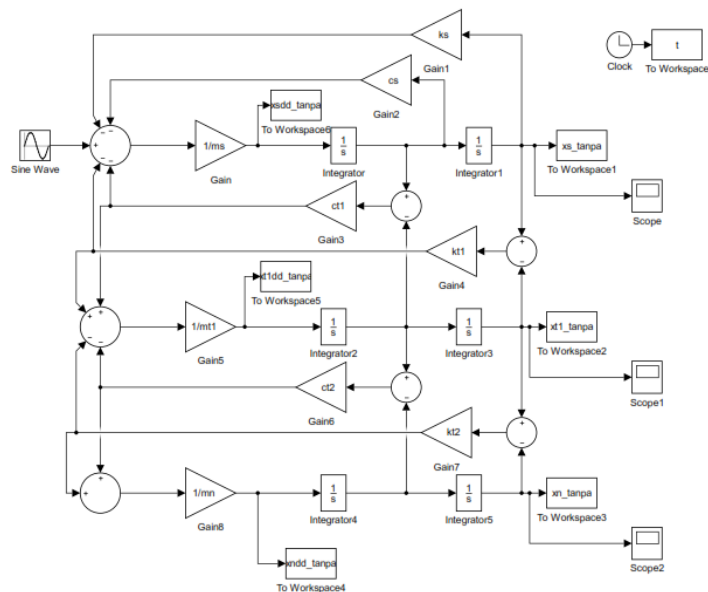 ks
Gain1
cs
Gain2
t
Clock
To Workspace
xsdd_tanpa
To Workspace6
Sine Wave
1/ms
Gain
1/s
Integrator
1/s
Integrator1
xs_tanpa
To Workspace1
Scope
ct1
Gain3
kt1
Gain4
xt1dd_tanpa
To Workspace5
1/mt1
Gain5
1/s
Integrator2
1/s
Integrator3
xt1_tanpa
To Workspace2
Scope1
ct2
Gain6
kt2
Gain7
1/mn
Gain8
1/s
Integrator4
1/s
Integrator5
xn_tanpa
To Workspace3
Scope2
xndd_tanpa
To Workspace4